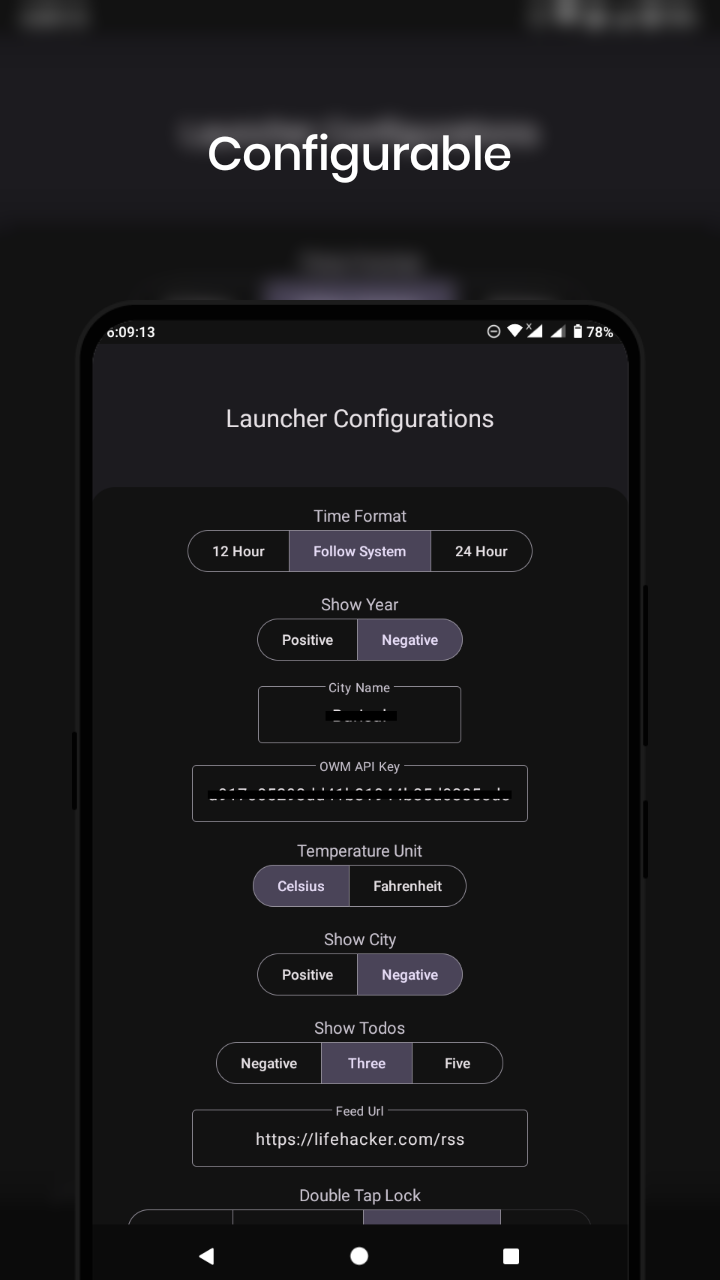 Configurable
6:09:13
78%
Launcher Configurations
Time Format
12 Hour Follow System 24 Hour
Show Year
Positive Negative
City Name
OWM API Key
Temperature Unit
Celsius Fahrenheit
Show City
Positive Negative
Show Todos
Negative Three Five
Feed Url
https://lifehacker.com/rss
Double Tap Lock